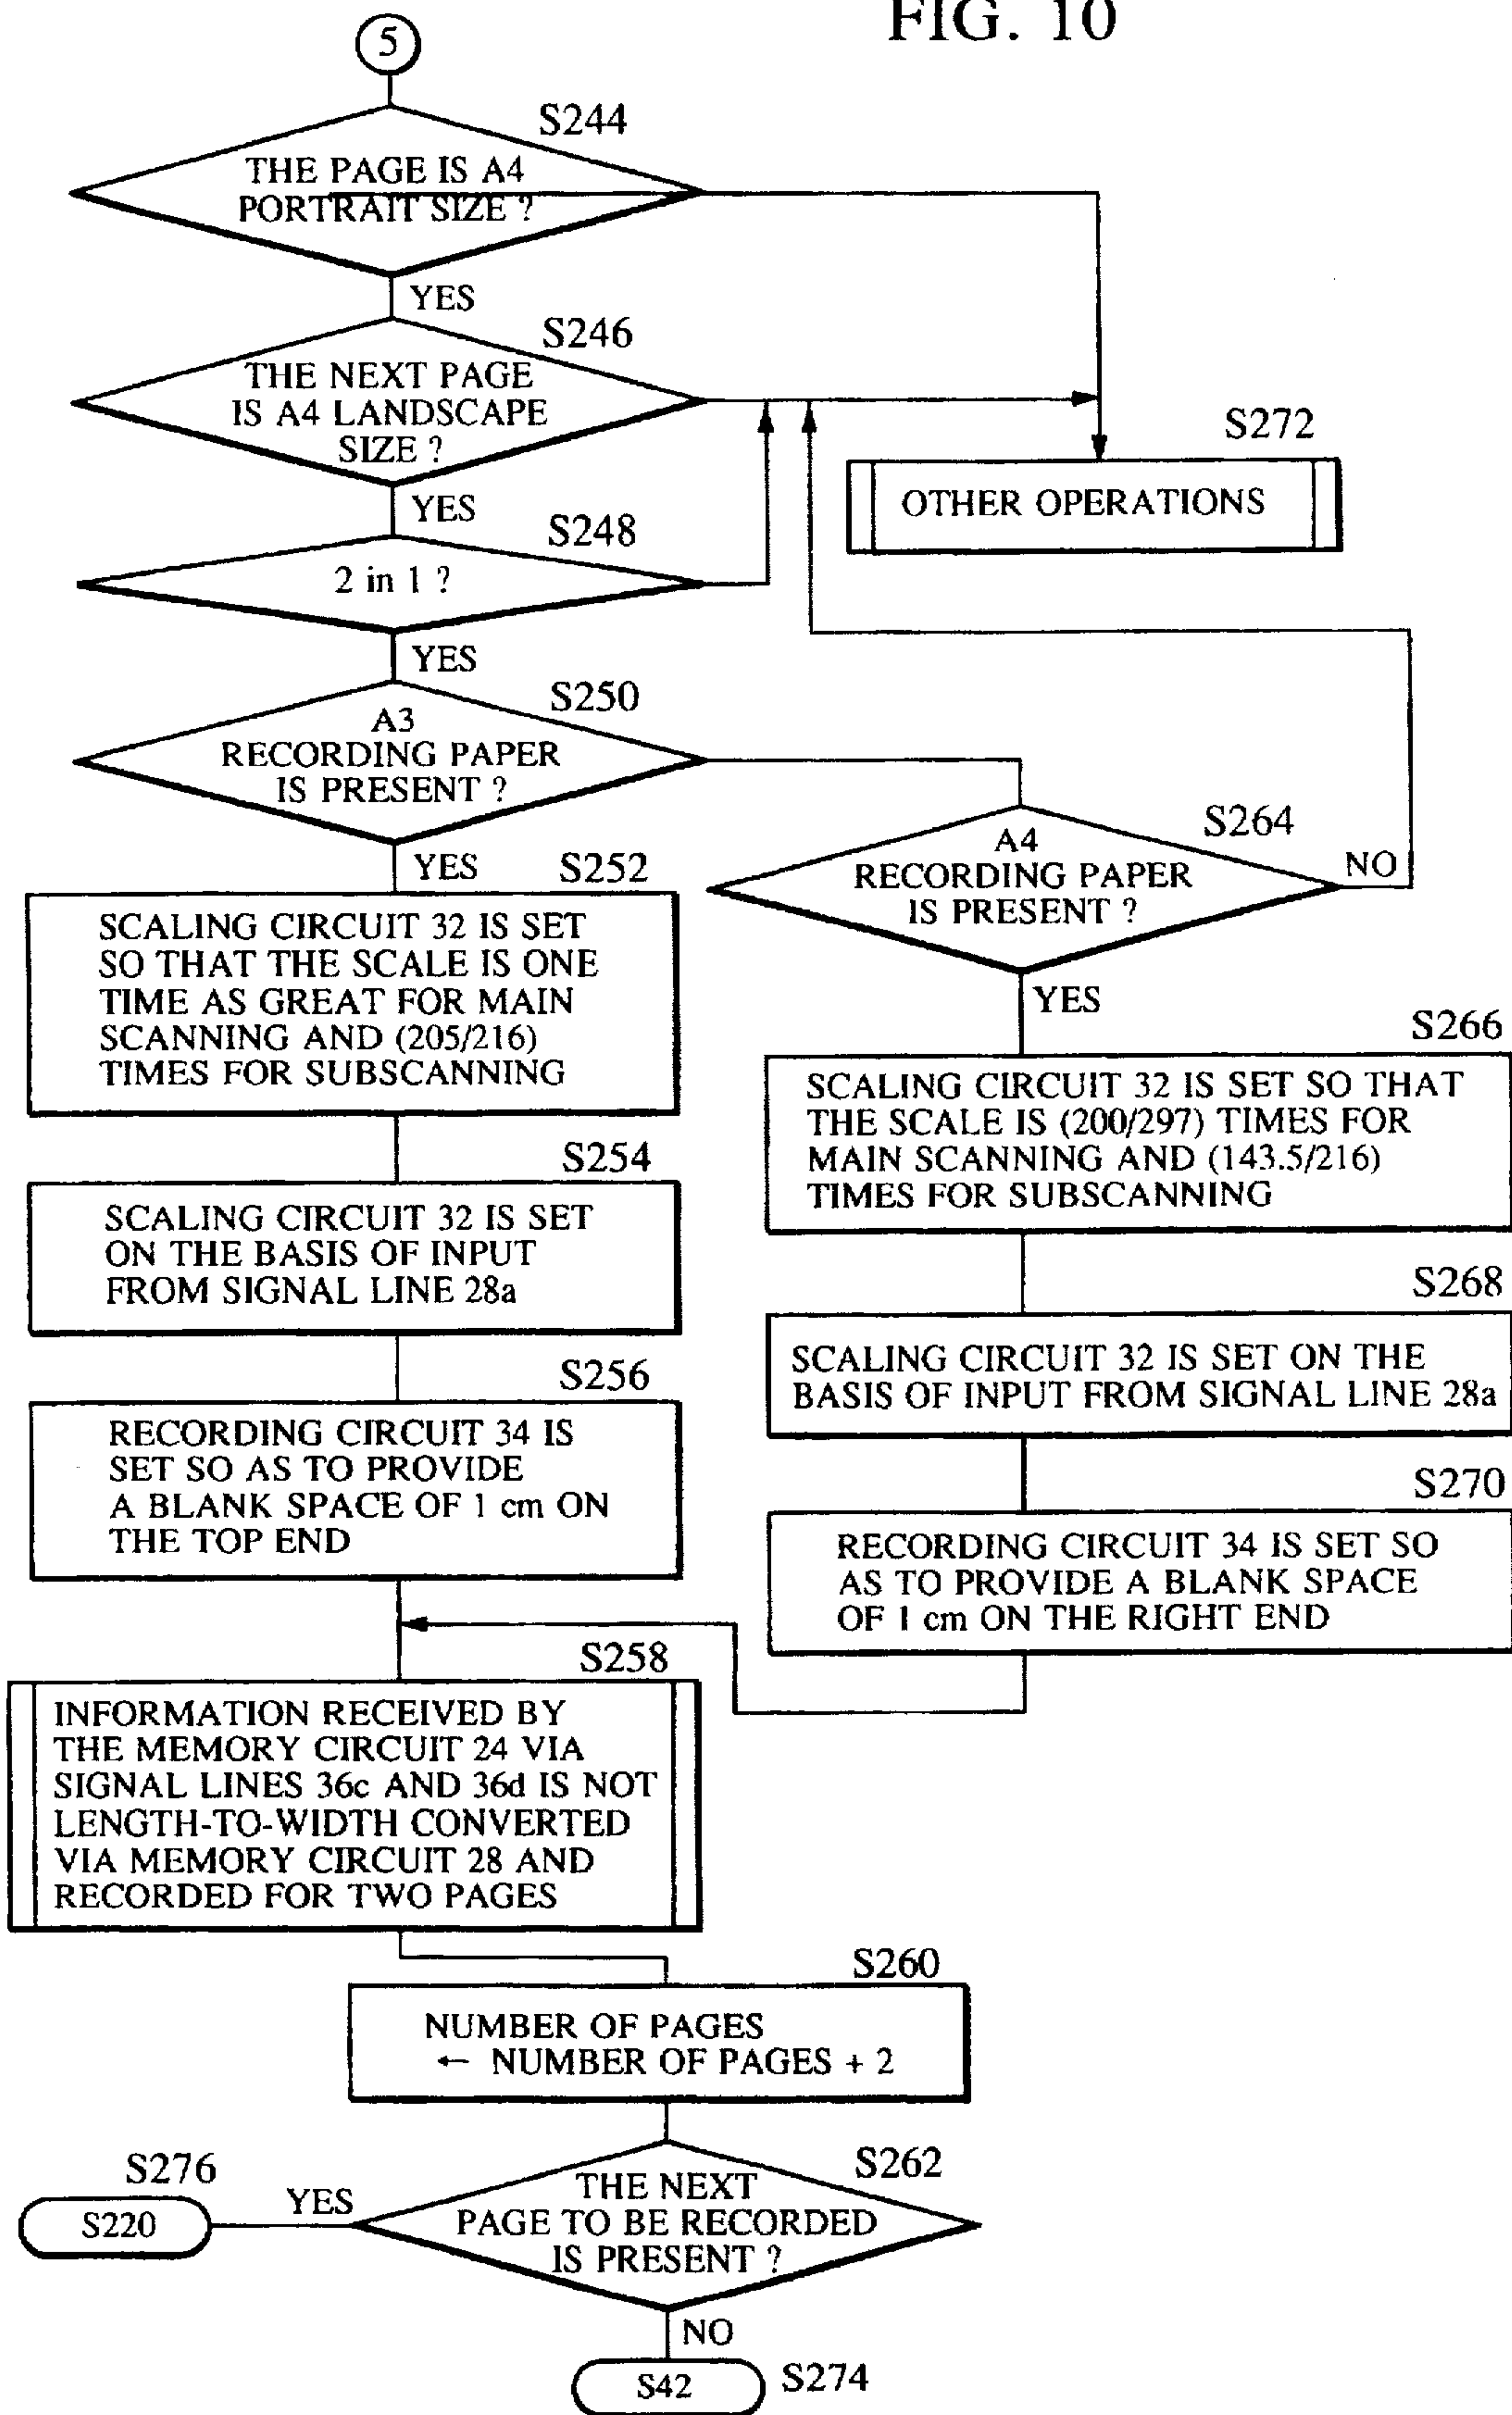 FIG. 10
5
S244
THE PAGE IS A4
PORTRAIT SIZE ?
YES
S246
THE NEXT PAGE
IS A4 LANDSCAPE
SIZE ?
YES
S272
OTHER OPERATIONS
S248
2 in 1 ?
YES
S250
A3
RECORDING PAPER
IS PRESENT ?
YES
S264
A4
RECORDING PAPER
IS PRESENT ?
NO
YES
S252
SCALING CIRCUIT 32 IS SET
SO THAT THE SCALE IS ONE
TIME AS GREAT FOR MAIN
SCANNING AND (205/216)
TIMES FOR SUBSCANNING
S266
SCALING CIRCUIT 32 IS SET SO THAT
THE SCALE IS (200/297) TIMES FOR
MAIN SCANNING AND (143.5/216)
TIMES FOR SUBSCANNING
S254
SCALING CIRCUIT 32 IS SET
ON THE BASIS OF INPUT
FROM SIGNAL LINE 28a
S268
SCALING CIRCUIT 32 IS SET ON THE
BASIS OF INPUT FROM SIGNAL LINE 28a
S256
RECORDING CIRCUIT 34 IS
SET SO AS TO PROVIDE
A BLANK SPACE OF 1 cm ON
THE TOP END
S270
RECORDING CIRCUIT 34 IS SET SO
AS TO PROVIDE A BLANK SPACE
OF 1 cm ON THE RIGHT END
S258
INFORMATION RECEIVED BY
THE MEMORY CIRCUIT 24 VIA
SIGNAL LINES 36c AND 36d IS NOT
LENGTH-TO-WIDTH CONVERTED
VIA MEMORY CIRCUIT 28 AND
RECORDED FOR TWO PAGES
S260
NUMBER OF PAGES
← NUMBER OF PAGES + 2
S262
THE NEXT
PAGE TO BE RECORDED
IS PRESENT ?
S276
YES
S220
NO
S42
S274